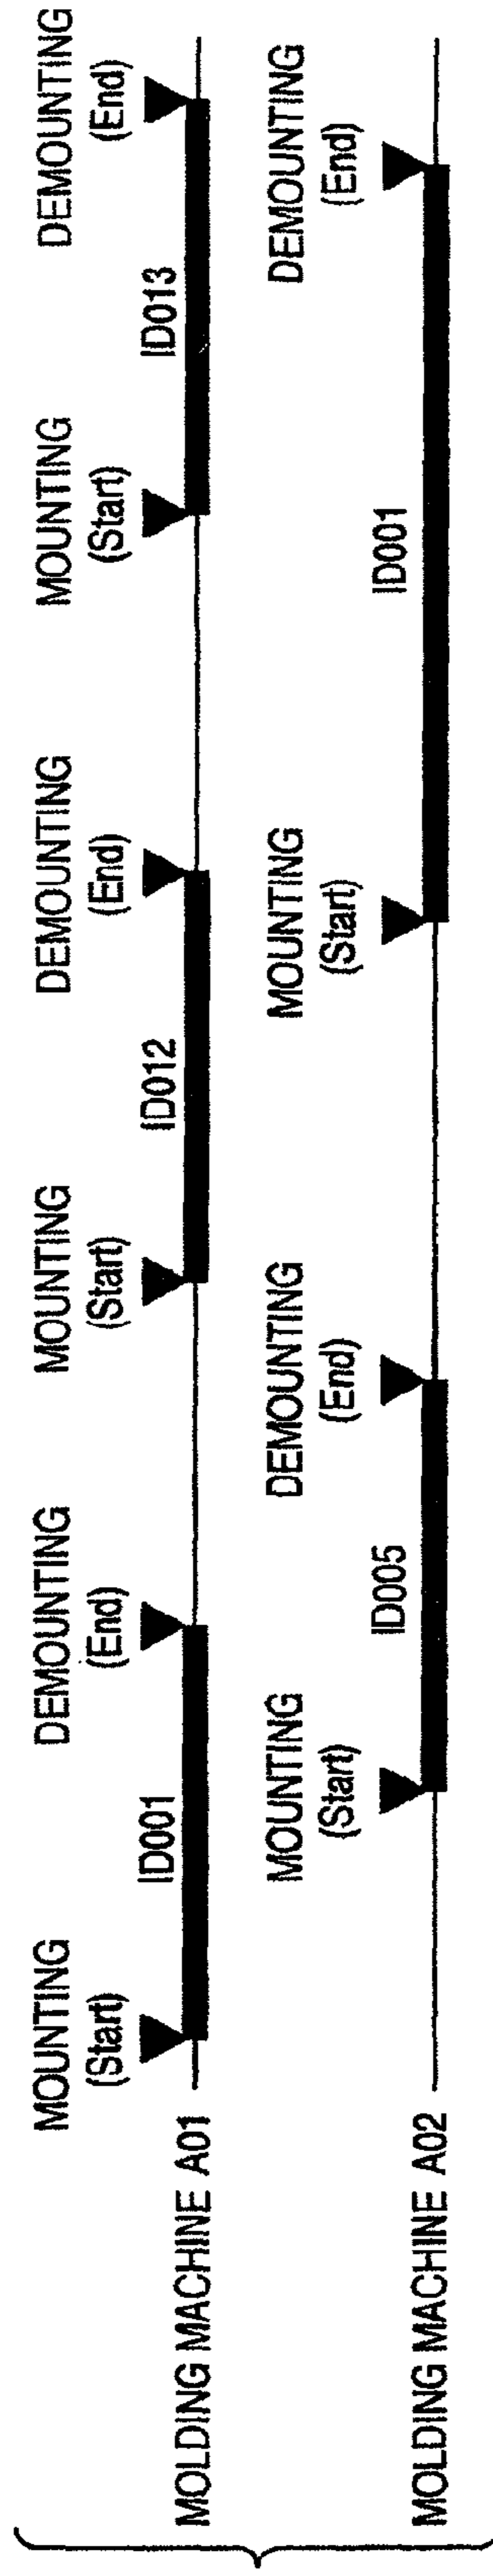 MOUNTING
(Start)
DEMOUNTING
(End)
MOUNTING
(Start)
DEMOUNTING
(End)
MOUNTING
(Start)
DEMOUNTING
(End)
MOLDING MACHINE A01
ID001
ID012
ID013
MOUNTING
(Start)
DEMOUNTING
(End)
MOUNTING
(Start)
DEMOUNTING
(End)
MOLDING MACHINE A02
ID005
ID001